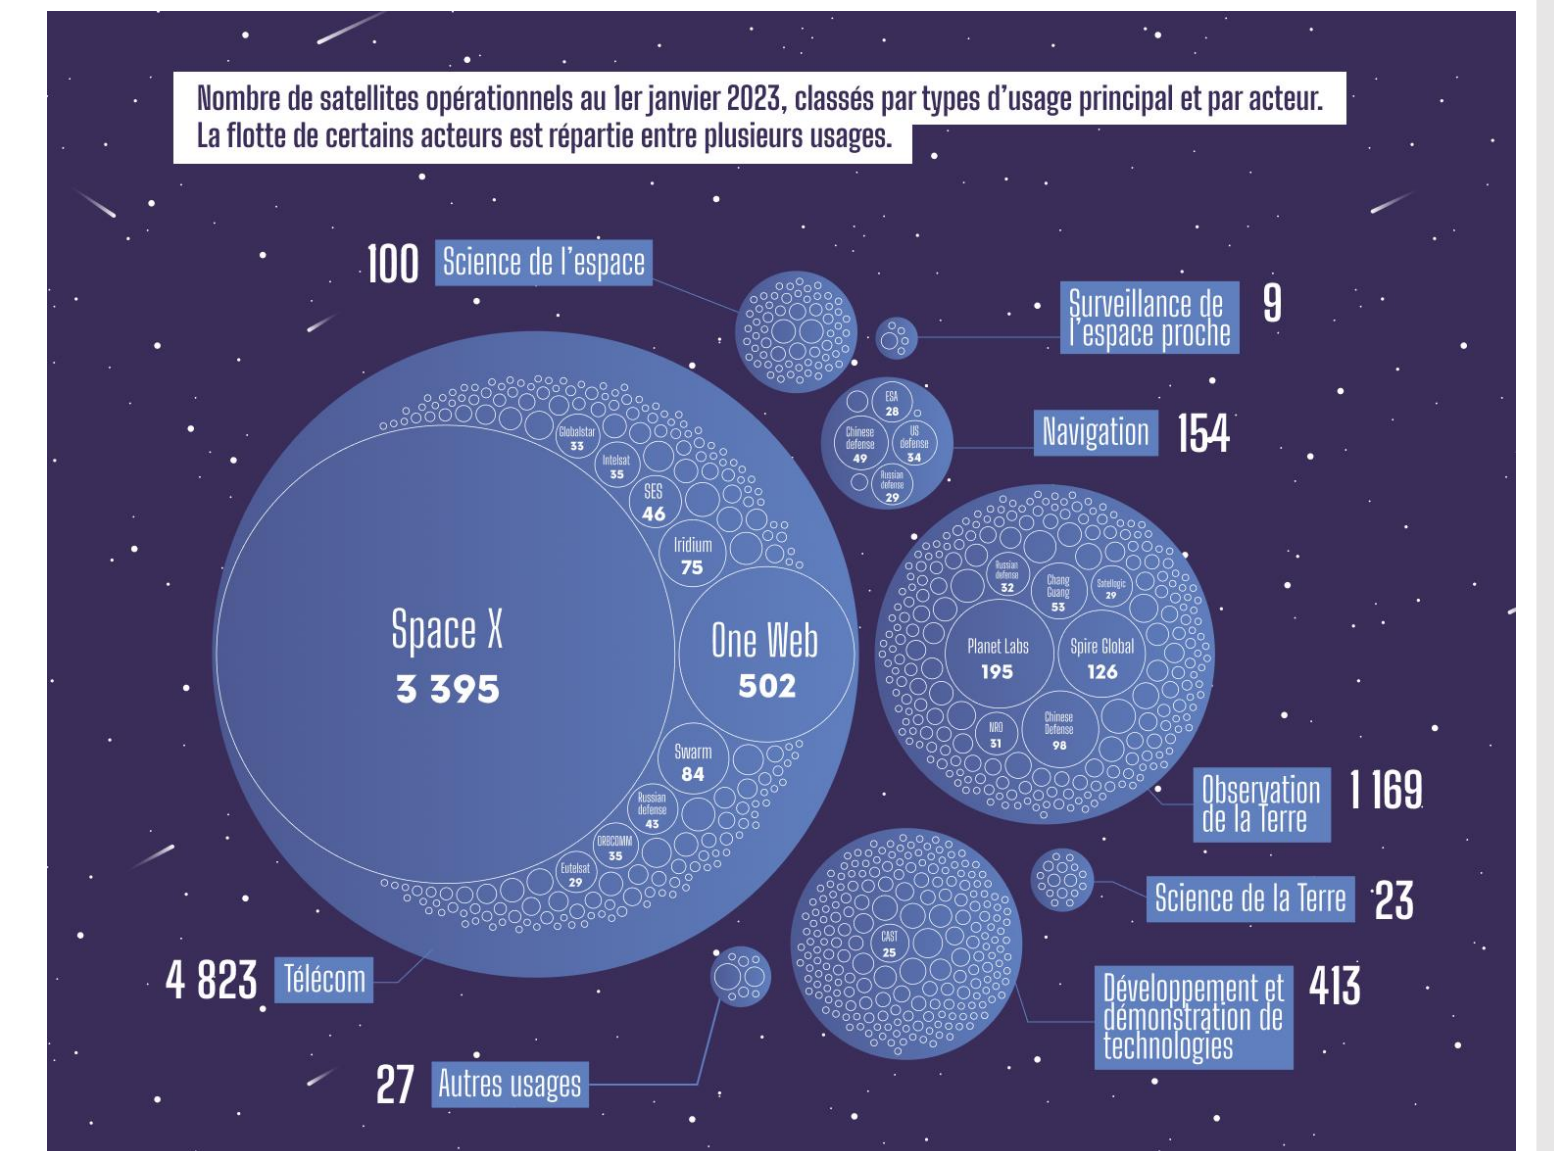 Nombre de satellites opérationnels au 1er janvier 2023, classés par types d'usage principal et par acteur.
La flotte de certains acteurs est répartie entre plusieurs usages.
100
Science de l'espace
Surveillance de
l'espace proche
9
Navigation
154
ESA
28
Chinese
defense
49
US
defense
34
Russian
defense
29
Globalstar
33
Intelsat
35
SES
46
Iridium
75
Space X
3 395
One Web
502
Swarm
84
Russian
defense
43
ORBCOMM
35
Eutelsat
29
Russian
defense
32
Chang
Guang
53
Satellogic
29
Planet Labs
195
Spire Global
126
NRO
31
Chinese
Defense
98
Observation
de la Terre
1 169
CAST
25
Science de la Terre
23
4 823
Télécom
Développement et
démonstration de
technologies
413
27
Autres usages